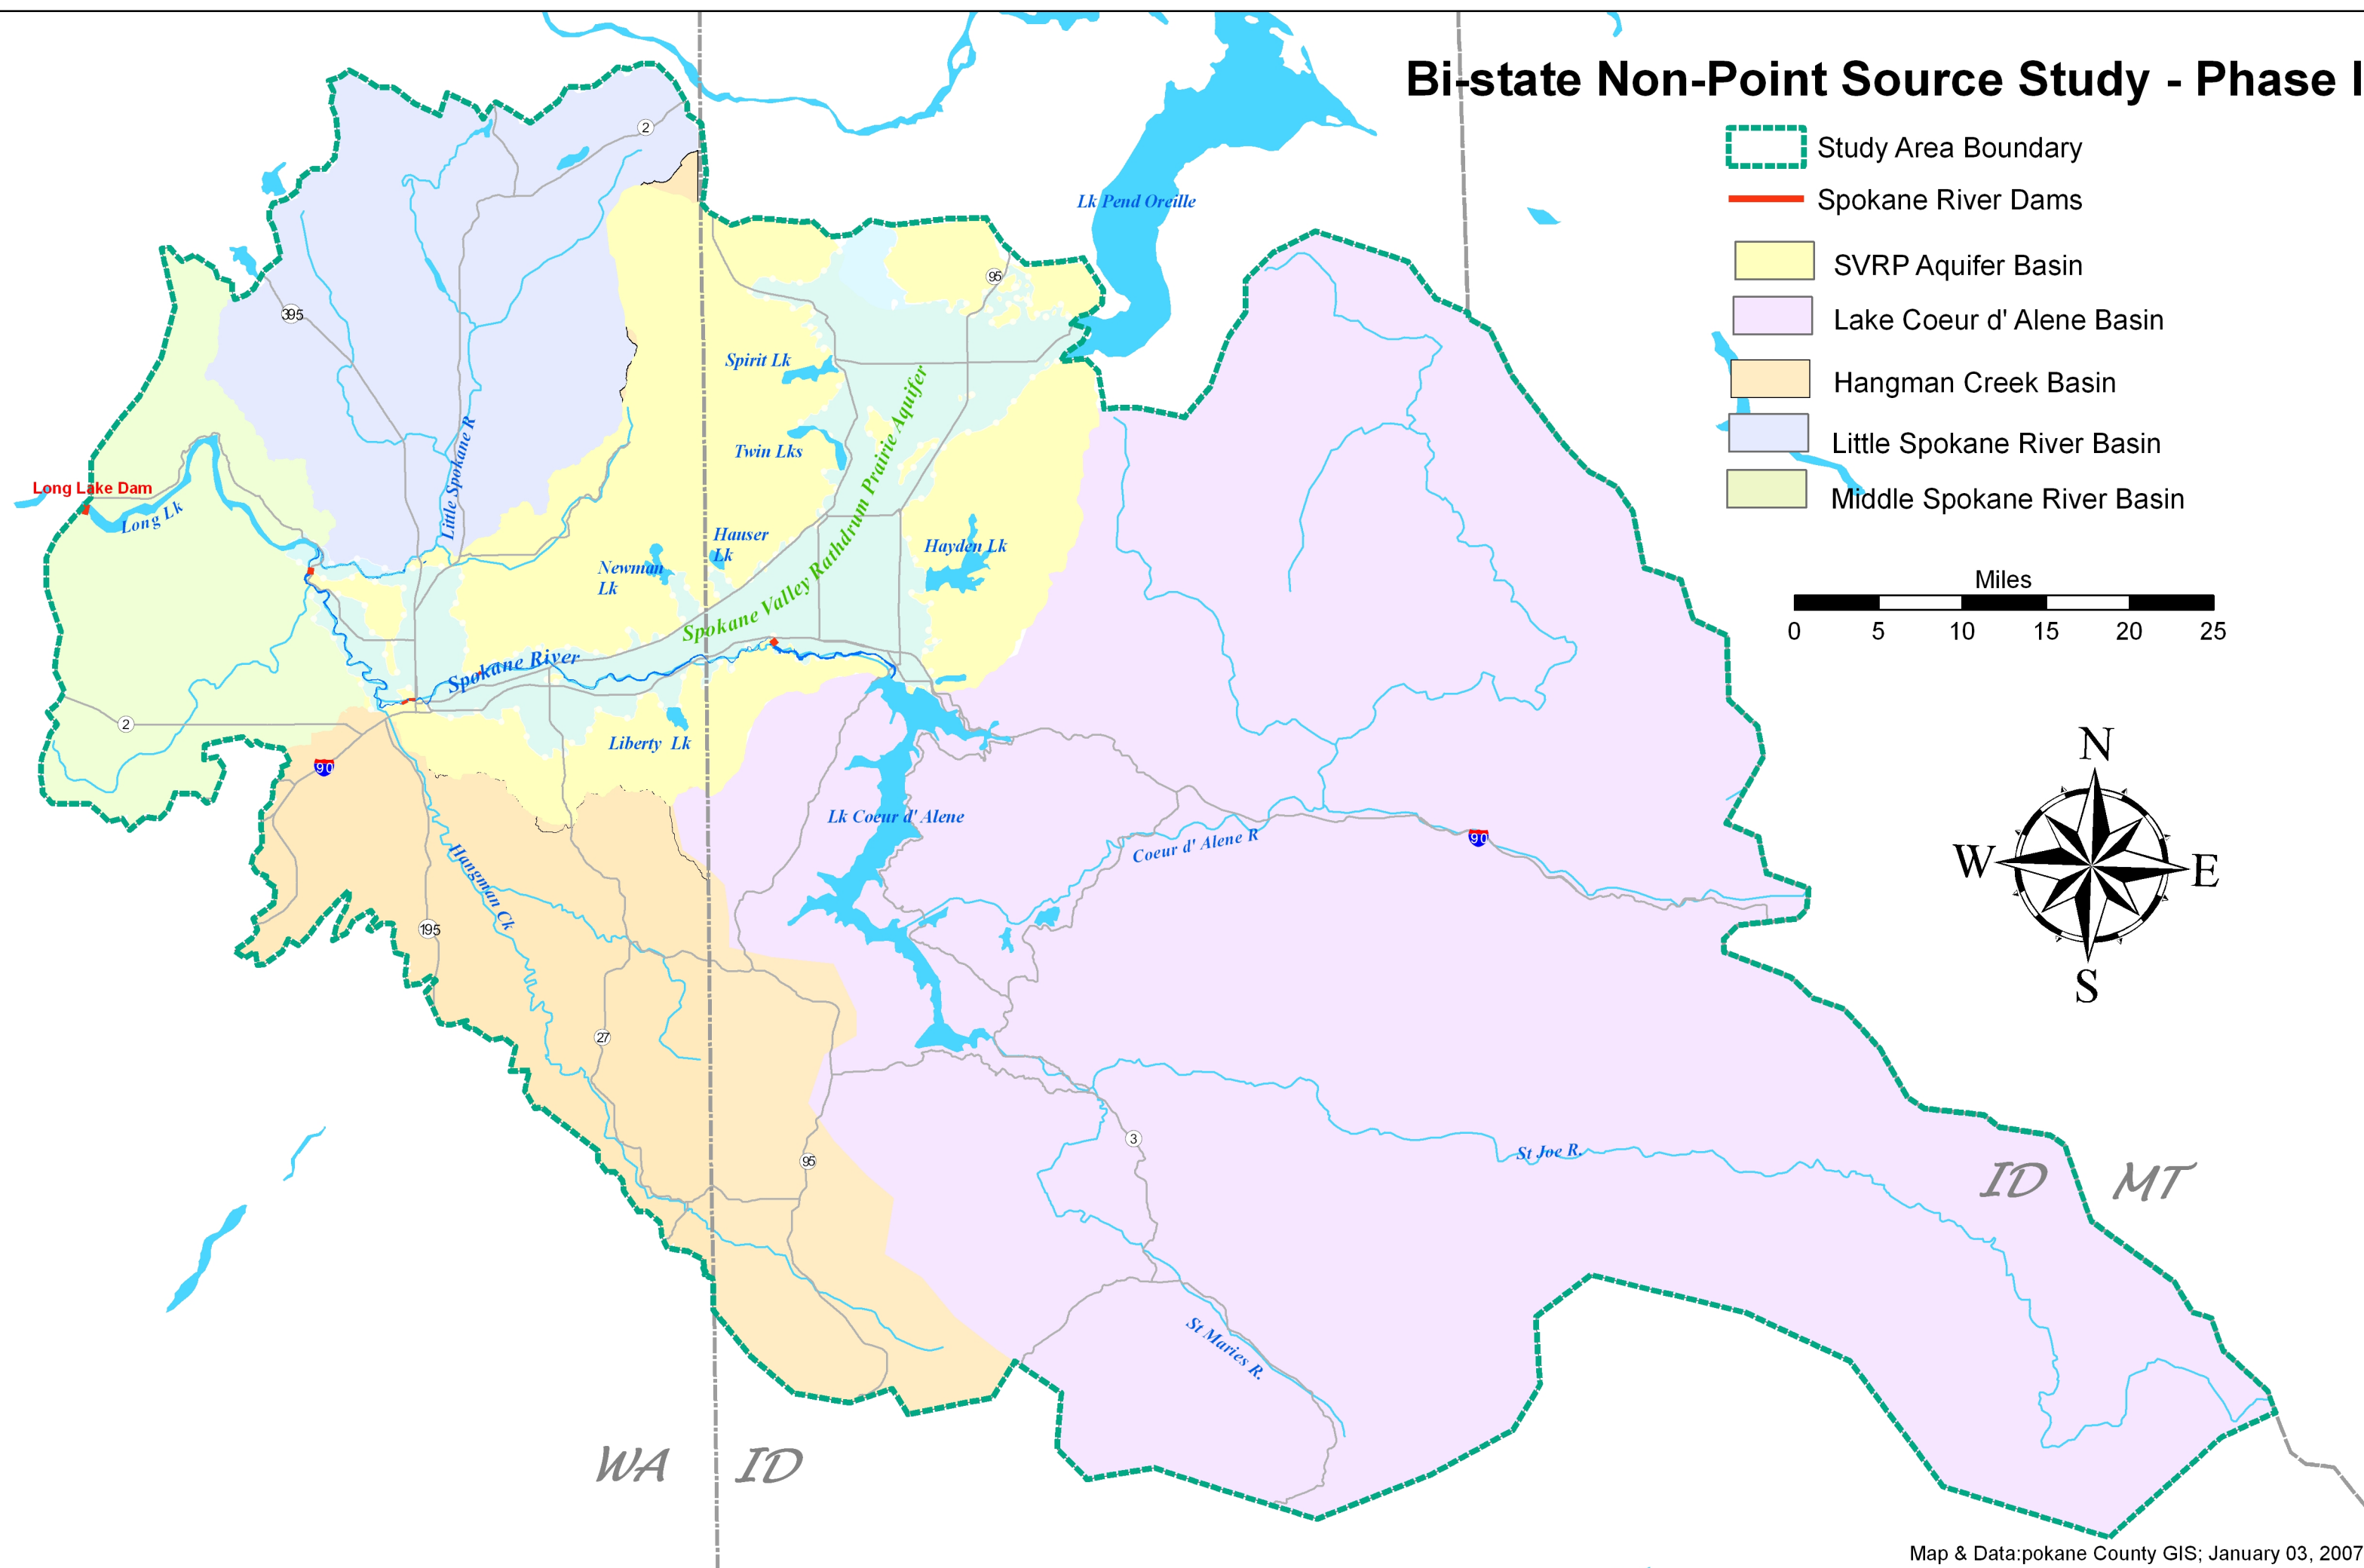 Bi-state Non-Point Source Study - Phase I
Study Area Boundary
Spokane River Dams
SVRP Aquifer Basin
Lake Coeur d' Alene Basin
Hangman Creek Basin
Little Spokane River Basin
Middle Spokane River Basin
Miles
0 5 10 15 20 25
N
W
E
S
2
395
95
Lk Pend Oreille
Spirit Lk
Twin Lks
Little Spokane R
Long Lake Dam
Long Lk
Hauser
Lk
Newman
Lk
Hayden Lk
Spokane Valley Rathdrum Prairie Aquifer
Spokane River
2
90
Liberty Lk
Lk Coeur d' Alene
Coeur d' Alene R
90
Hangman Ck
195
27
95
3
St Joe R.
St Maries R.
ID
MT
WA
ID
Map & Data:pokane County GIS; January 03, 2007